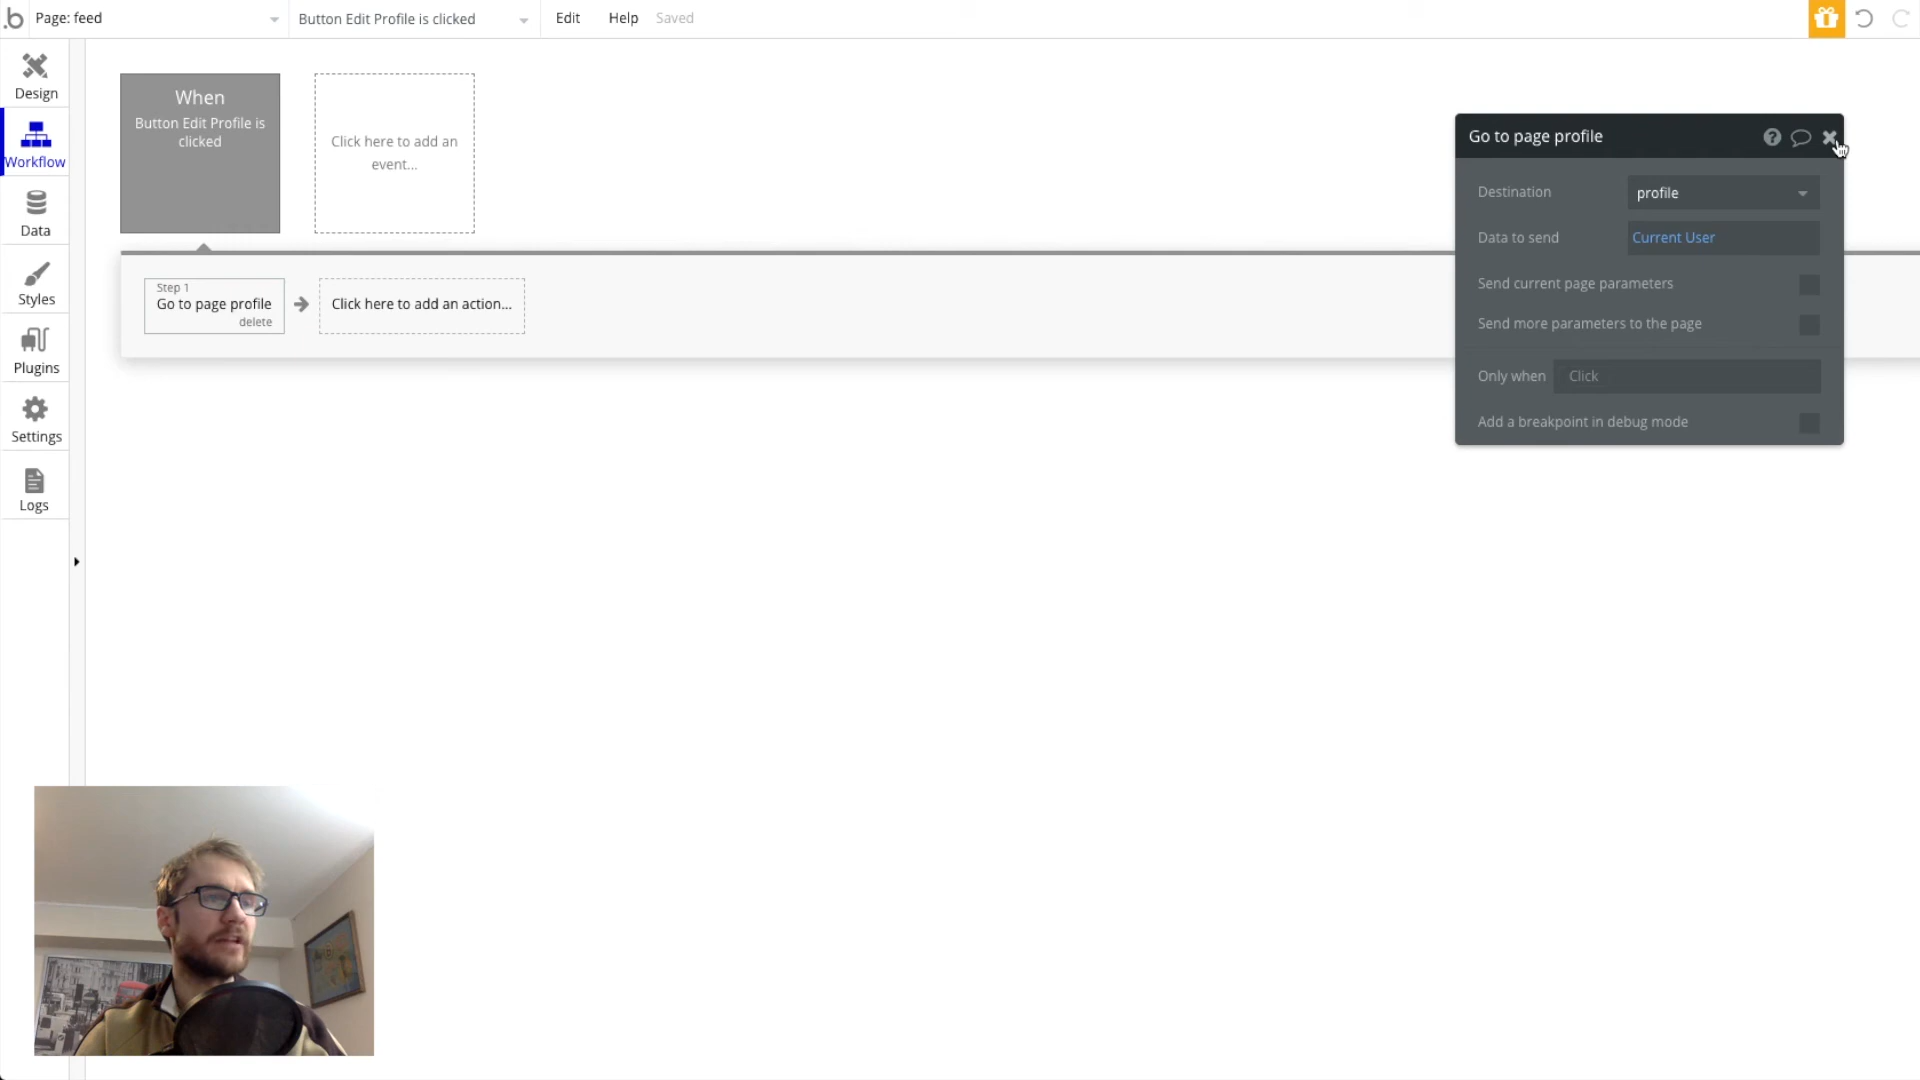 Page: feed
Button Edit Profile is clicked
Edit
Help
Saved
Design
Workflow
Data
Styles
Plugins
Settings
Logs
When
Button Edit Profile is
clicked
Click here to add an
event...
Step 1
Go to page profile
delete
Click here to add an action...
Go to page profile
Destination
profile
Data to send
Current User
Send current page parameters
Send more parameters to the page
Only when
Click
Add a breakpoint in debug mode